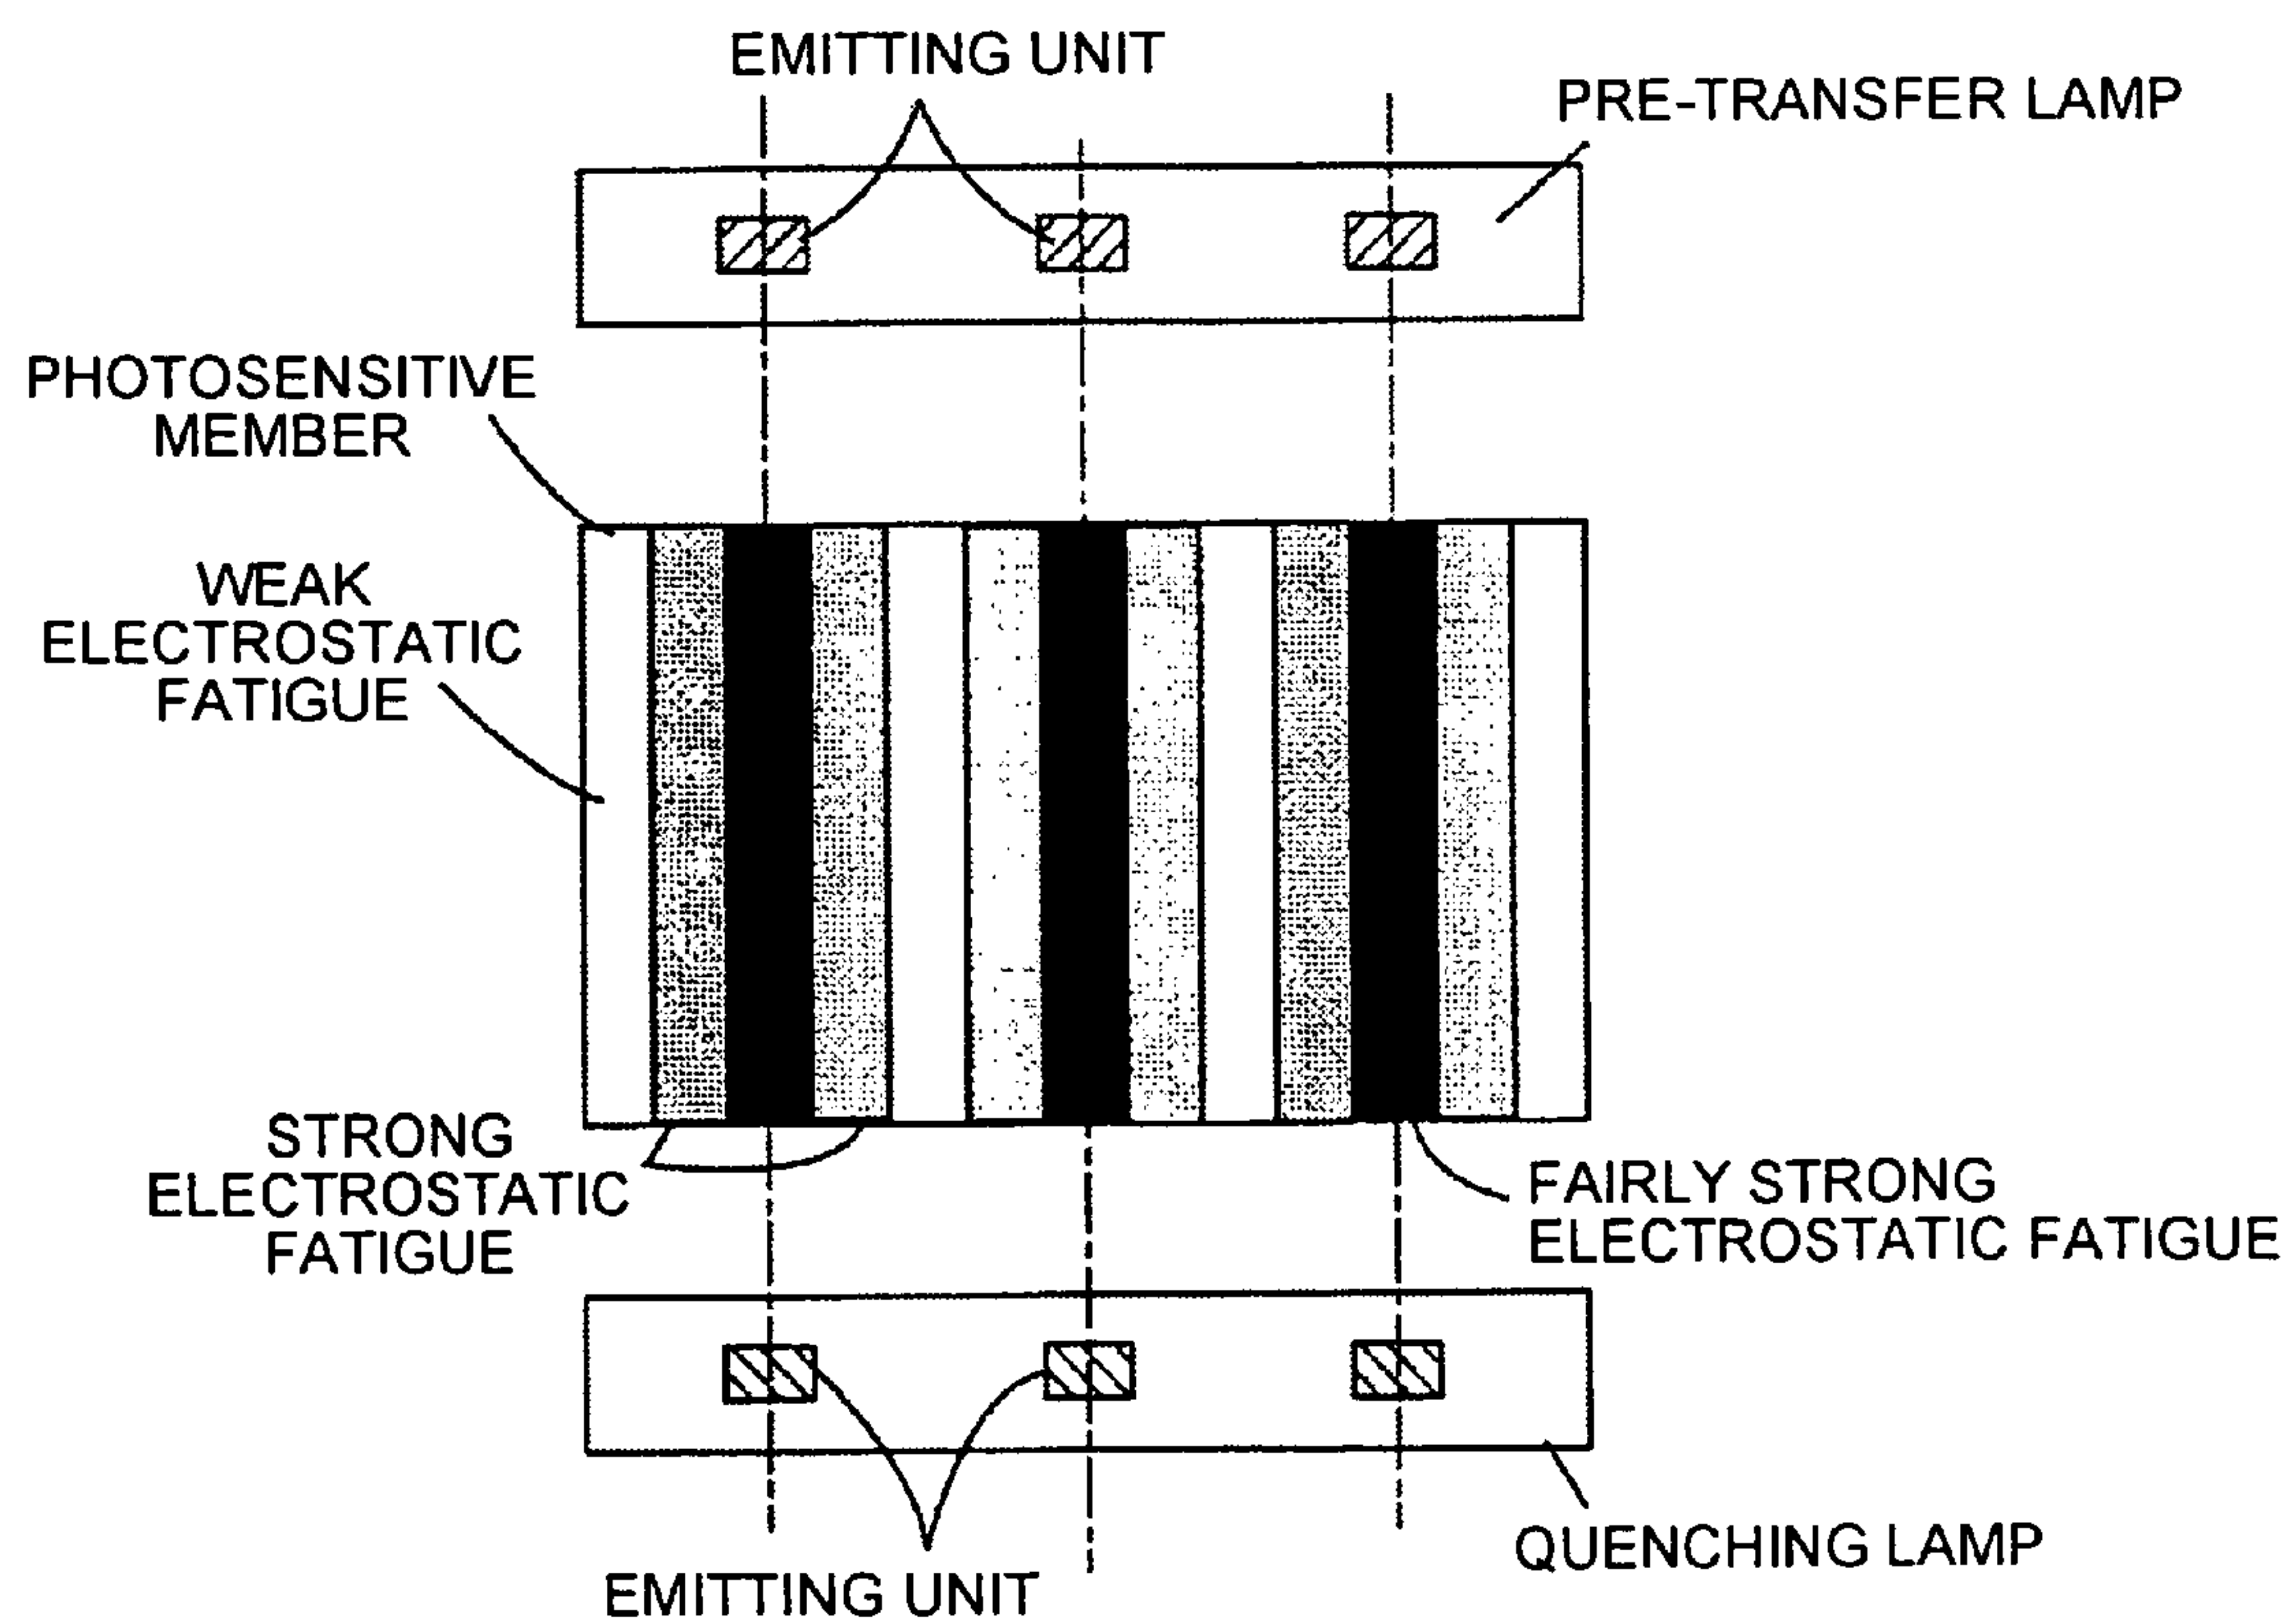 EMITTING UNIT
PRE-TRANSFER LAMP
PHOTOSENSITIVE
MEMBER
WEAK
ELECTROSTATIC
FATIGUE
STRONG
ELECTROSTATIC
FATIGUE
FAIRLY STRONG
ELECTROSTATIC FATIGUE
QUENCHING LAMP
EMITTING UNIT